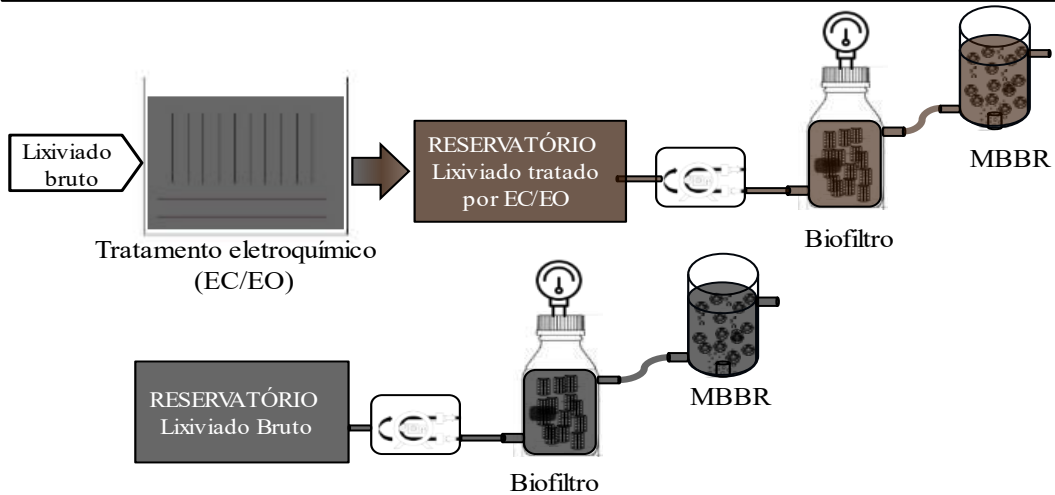 Lixiviado
bruto
Tratamento eletroquímico
(EC/EO)
RESERVATÓRIO
Lixiviado tratado
por EC/EO
Biofiltro
MBBR
RESERVATÓRIO
Lixiviado Bruto
Biofiltro
MBBR